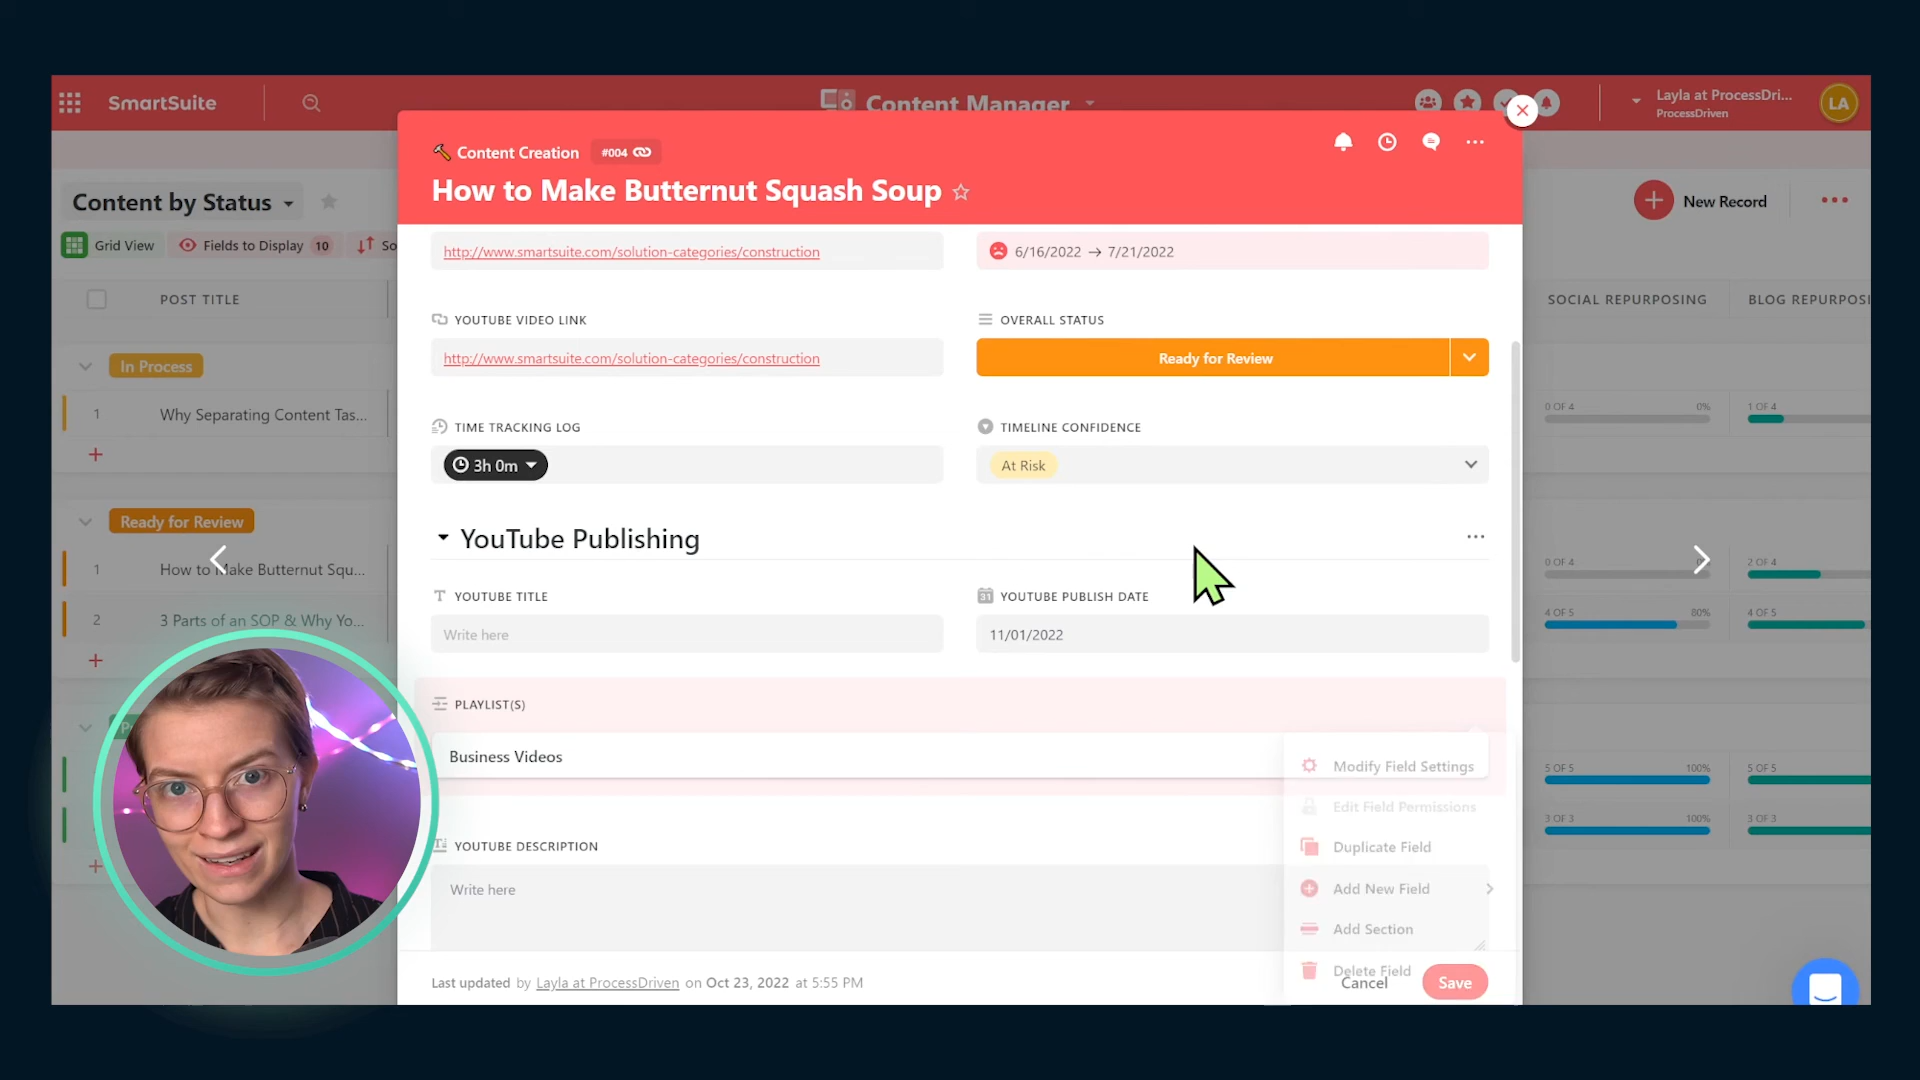 SmartSuite
Content Manager
Layla at ProcessDri...
ProcessDriven
LA
Content Creation
#004
How to Make Butternut Squash Soup
Content by Status
New Record
Grid View
Fields to Display 10
So
POST TITLE
SOCIAL REPURPOSING
BLOG REPURPOSI
http://www.smartsuite.com/solution-categories/construction
6/16/2022 → 7/21/2022
YOUTUBE VIDEO LINK
OVERALL STATUS
http://www.smartsuite.com/solution-categories/construction
Ready for Review
In Process
1 Why Separating Content Tas...
0 OF 4 0%
1 OF 4
TIME TRACKING LOG
TIMELINE CONFIDENCE
3h 0m
At Risk
Ready for Review
YouTube Publishing
1 How to Make Butternut Squ...
0 OF 4
2 OF 4
YOUTUBE TITLE
YOUTUBE PUBLISH DATE
31
2 3 Parts of an SOP & Why Yo...
4 OF 5 80%
4 OF 5
Write here
11/01/2022
PLAYLIST(S)
Business Videos
Modify Field Settings
5 OF 5 100%
5 OF 5
Edit Field Permissions
3 OF 3 100%
3 OF 3
YOUTUBE DESCRIPTION
Duplicate Field
Write here
Add New Field
Add Section
Delete Field
Last updated by Layla at ProcessDriven on Oct 23, 2022 at 5:55 PM
Cancel
Save